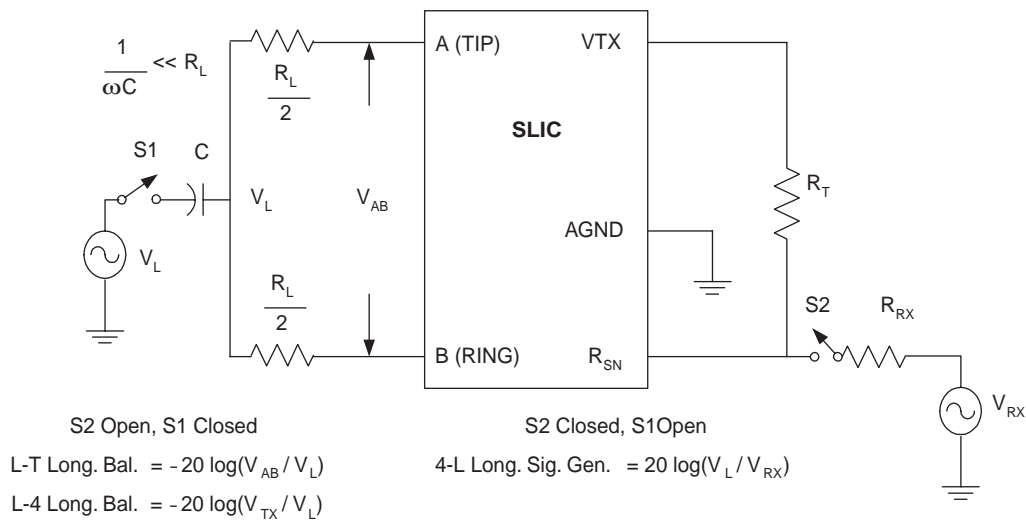 A (TIP)
VTX
1
ωC
<< R_L
R_L
2
SLIC
S1
C
R_T
V_L
V_AB
AGND
V_L
R_L
2
S2
R_RX
B (RING)
R_SN
V_RX
S2 Open, S1 Closed
S2 Closed, S1Open
L-T Long. Bal. = -20 log(V_AB / V_L)
4-L Long. Sig. Gen. = 20 log(V_L / V_RX)
L-4 Long. Bal. = -20 log(V_TX / V_L)